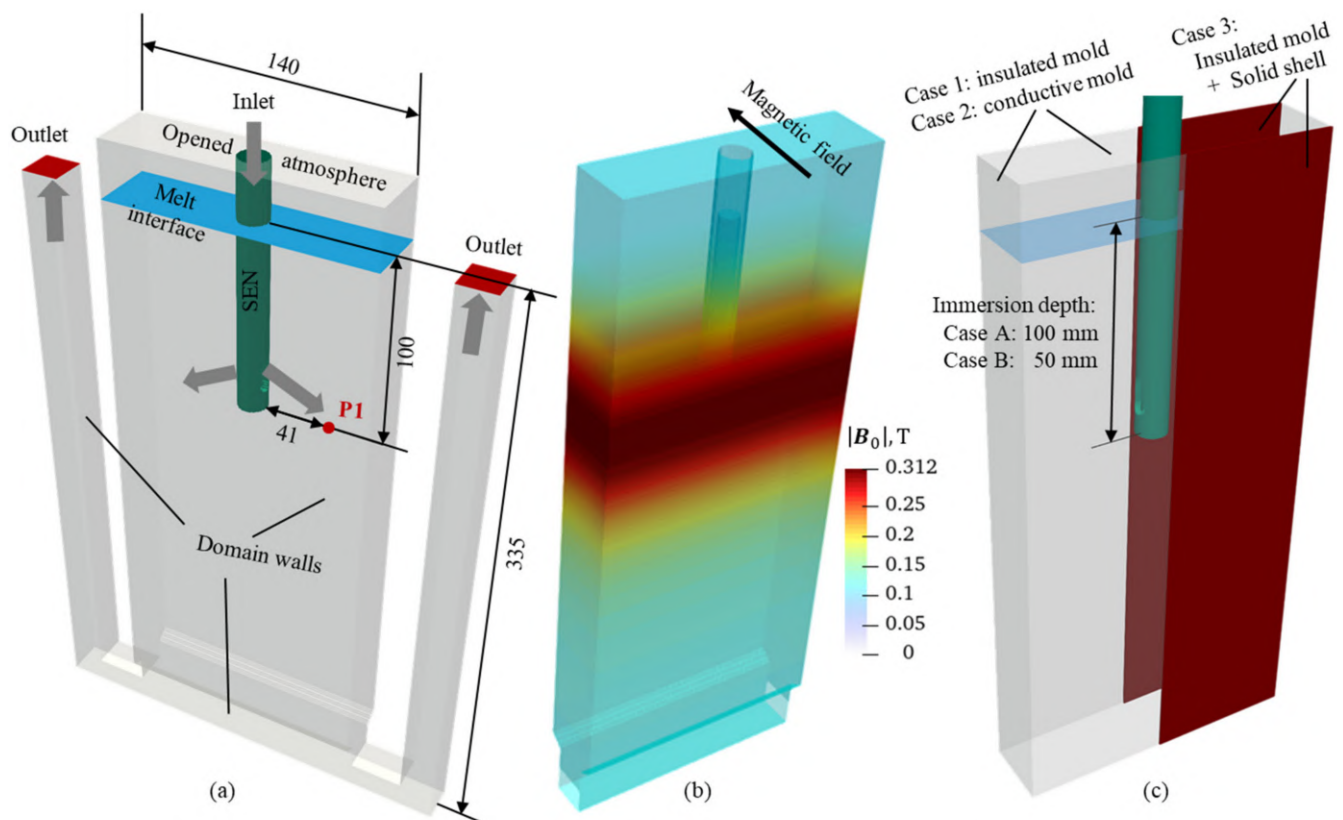 140
Inlet
Outlet
Opened
atmosphere
Melt
interface
Outlet
SEN
100
P1
41
335
Domain walls
(a)
Magnetic field
|B₀|, T
0.312
0.25
0.2
0.15
0.1
0.05
0
(b)
Case 1: insulated mold
Case 2: conductive mold
Case 3:
Insulated mold
+ Solid shell
Immersion depth:
Case A: 100 mm
Case B: 50 mm
(c)